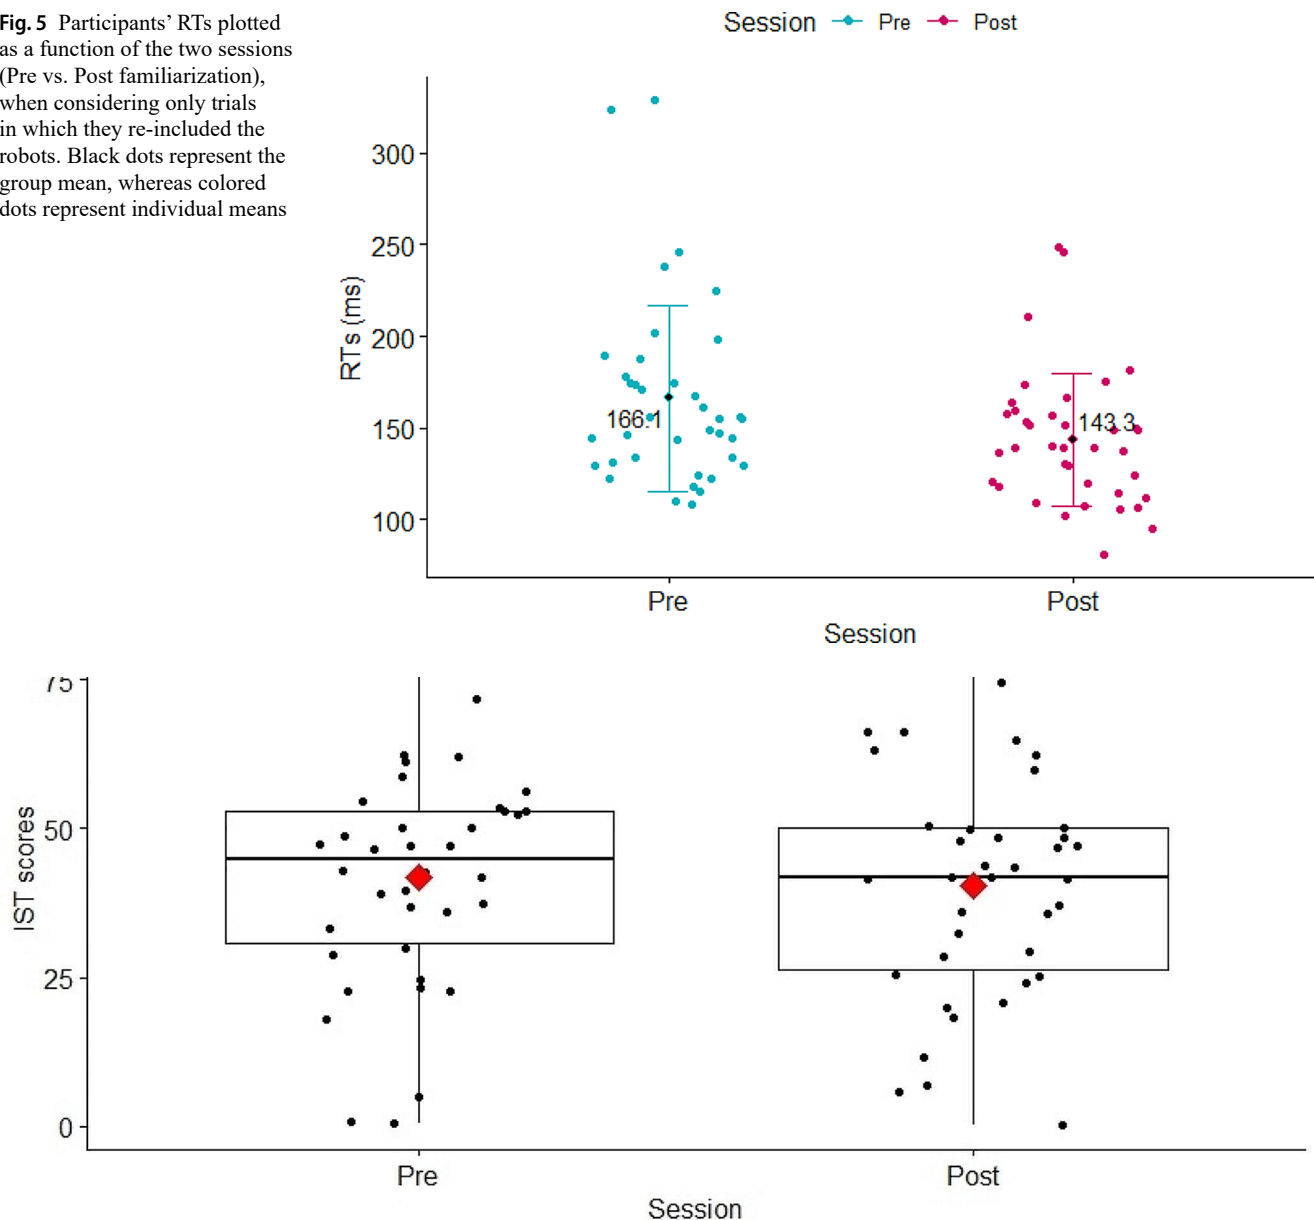 Fig. 5 Participants’ RTs plotted
as a function of the two sessions
(Pre vs. Post familiarization),
when considering only trials
in which they re-included the
robots. Black dots represent the
group mean, whereas colored
dots represent individual means
Session Pre Post
300
250
200
150
100
RTs (ms)
166.1
143.3
Pre Post
Session
75
50
25
0
IST scores
Pre Post
Session